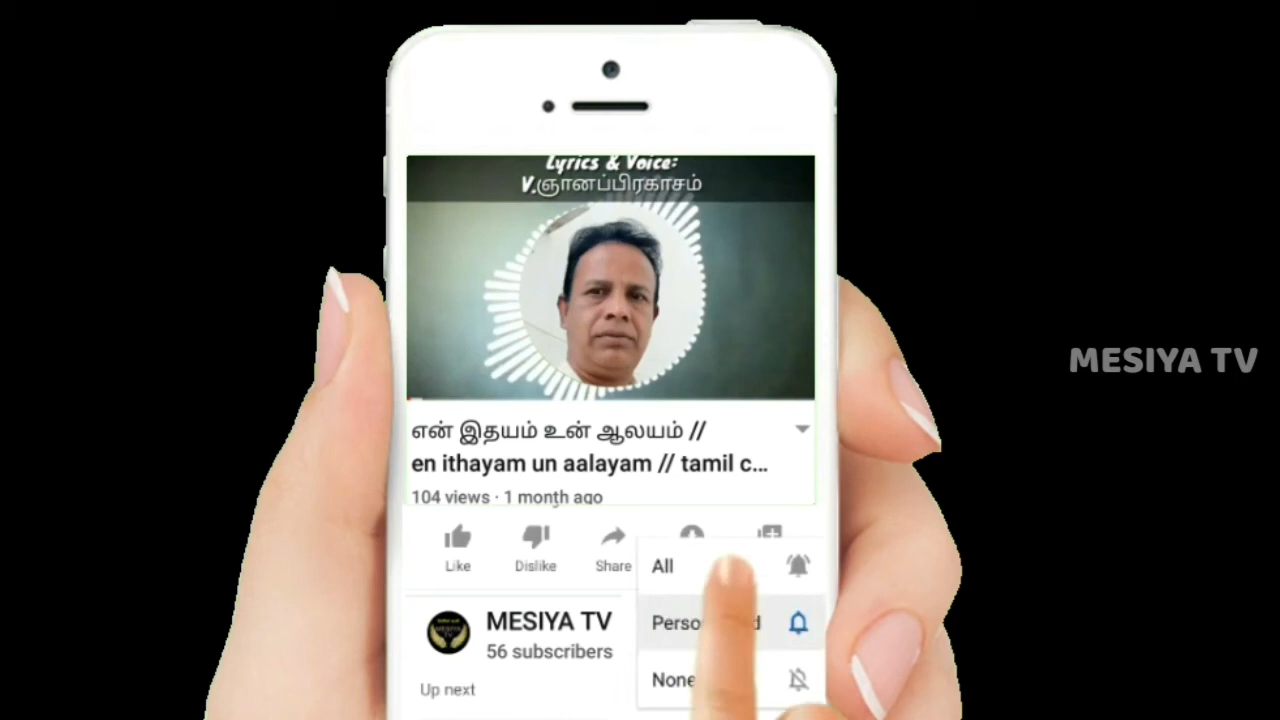 Lyrics & Voice:
V.ஞானப்பிரகாசம்
MESIYA TV
என் இதயம் உன் ஆலயம் //
en ithayam un aalayam // tamil c...
104 views · 1 month ago
Like
Dislike
Share
All
MESIYA TV
56 subscribers
None
Up next